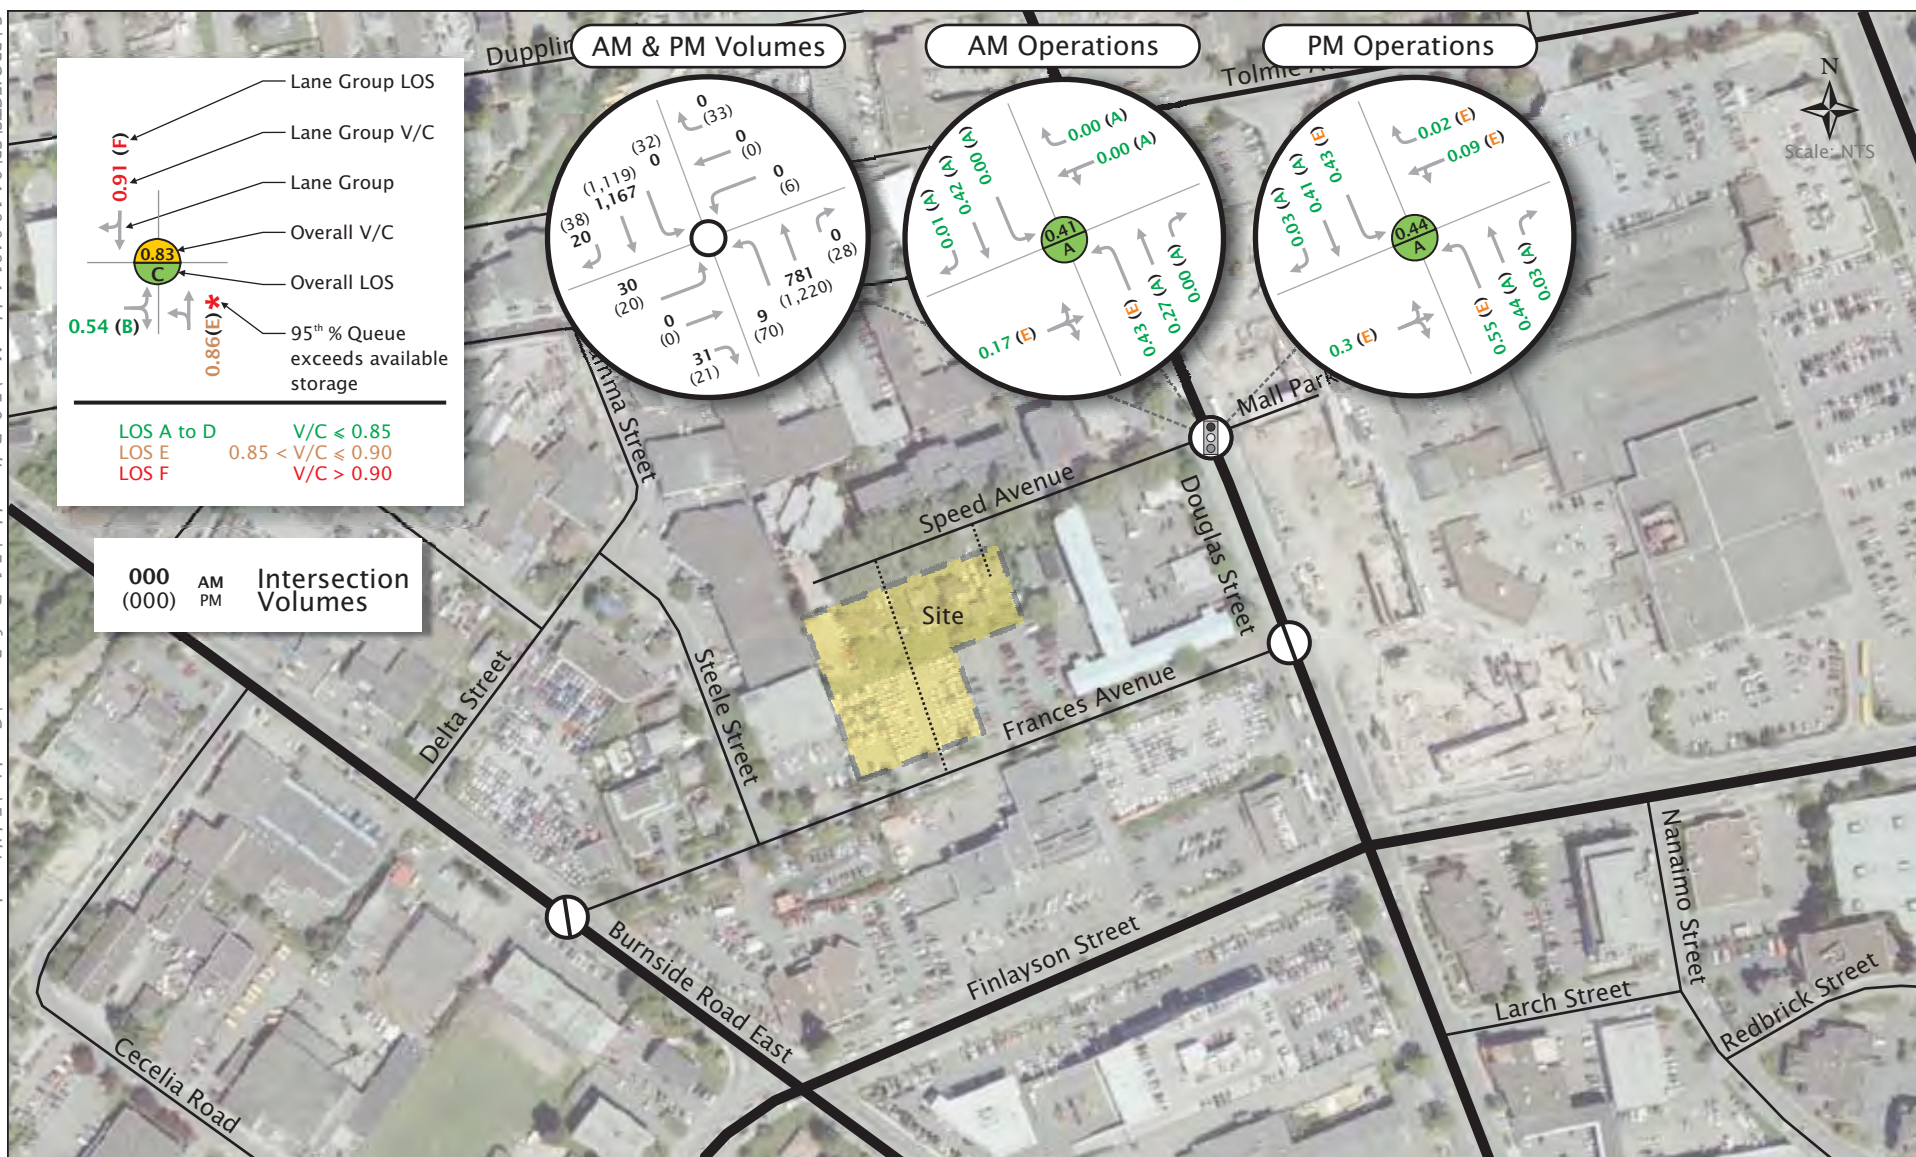 Lane Group LOS
Lane Group V/C
Lane Group
Overall V/C
Overall LOS
95th % Queue
exceeds available
storage
0.91 (F)
0.83
C
0.54 (B)
0.86(E)*
LOS A to D V/C ⩽ 0.85
LOS E 0.85 < V/C ⩽ 0.90
LOS F V/C > 0.90
000 AM Intersection
(000) PM Volumes
AM & PM Volumes
0
(33)
0
(0)
0
(6)
(32)
0
(1,119)
1,167
(38)
20
30
(20)
0
(0)
31
(21)
9
(70)
781
(1,220)
0
(28)
AM Operations
0.00 (A)
0.00 (A)
0.00 (A)
0.42 (A)
0.01 (A)
0.41
A
0.17 (E)
0.43 (E)
0.27 (A)
0.00 (A)
PM Operations
0.02 (E)
0.09 (E)
0.43 (E)
0.41 (A)
0.03 (A)
0.44
A
0.3 (E)
0.55 (E)
0.44 (A)
0.03 (A)
N
Scale: NTS
Mall Park
Speed Avenue
Douglas Street
Site
Frances Avenue
Steele Street
Delta Street
Burnside Road East
Finlayson Street
Cecelia Road
Nanaimo Street
Larch Street
Redbrick Street